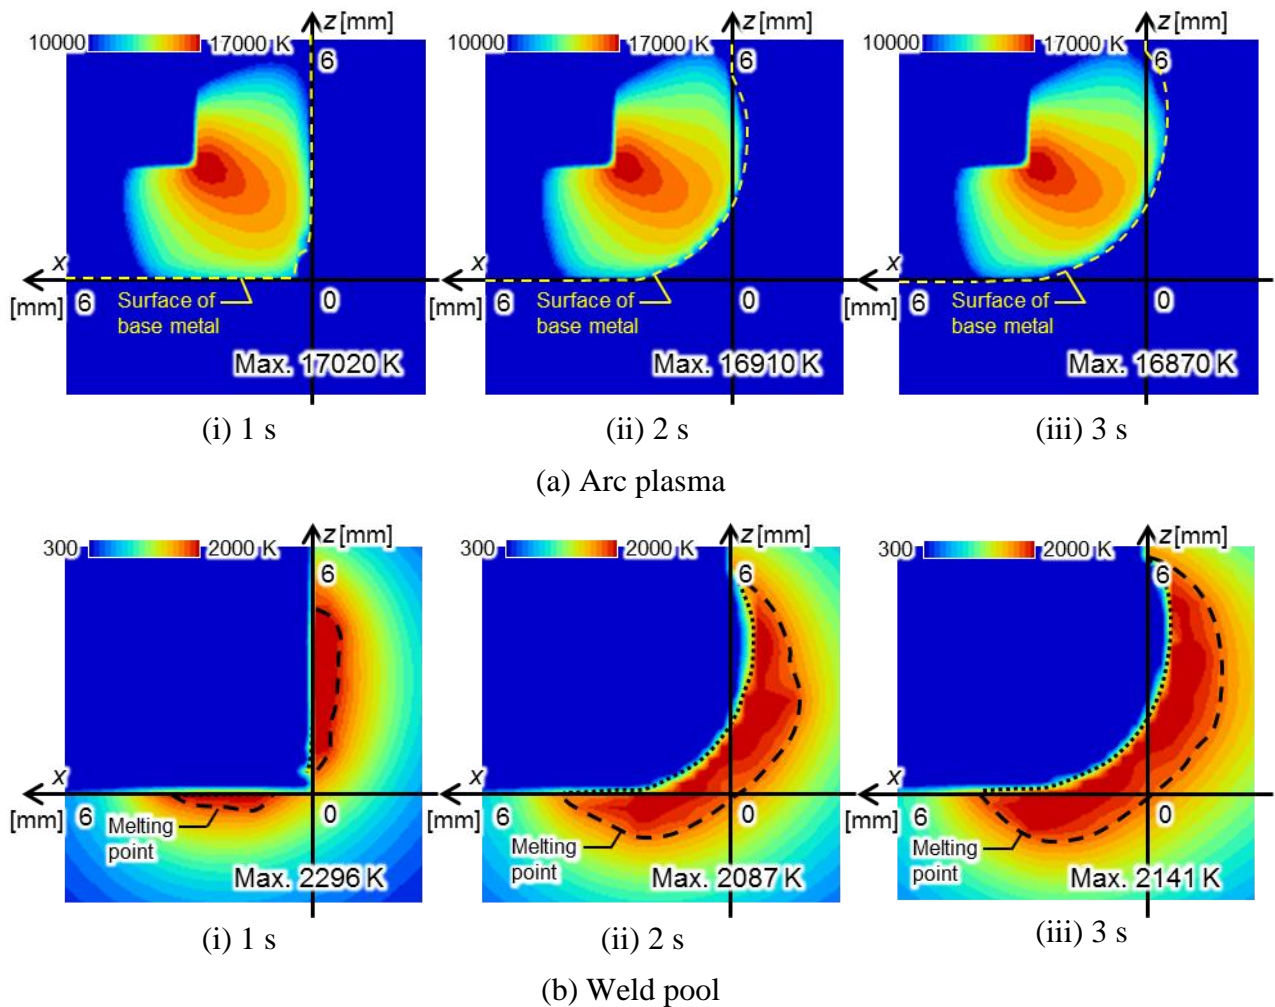 z [mm]
10000 17000 K
6
x
[mm] 6
0
Surface of
base metal
Max. 17020 K
(i) 1 s
z [mm]
10000 17000 K
6
x
[mm] 6
0
Surface of
base metal
Max. 16910 K
(ii) 2 s
z [mm]
10000 17000 K
6
x
[mm] 6
0
Surface of
base metal
Max. 16870 K
(iii) 3 s
(a) Arc plasma
z [mm]
300 2000 K
6
x
[mm] 6
0
Melting
point
Max. 2296 K
(i) 1 s
z [mm]
300 2000 K
6
x
[mm] 6
0
Melting
point
Max. 2087 K
(ii) 2 s
z [mm]
300 2000 K
6
x
[mm] 6
0
Melting
point
Max. 2141 K
(iii) 3 s
(b) Weld pool